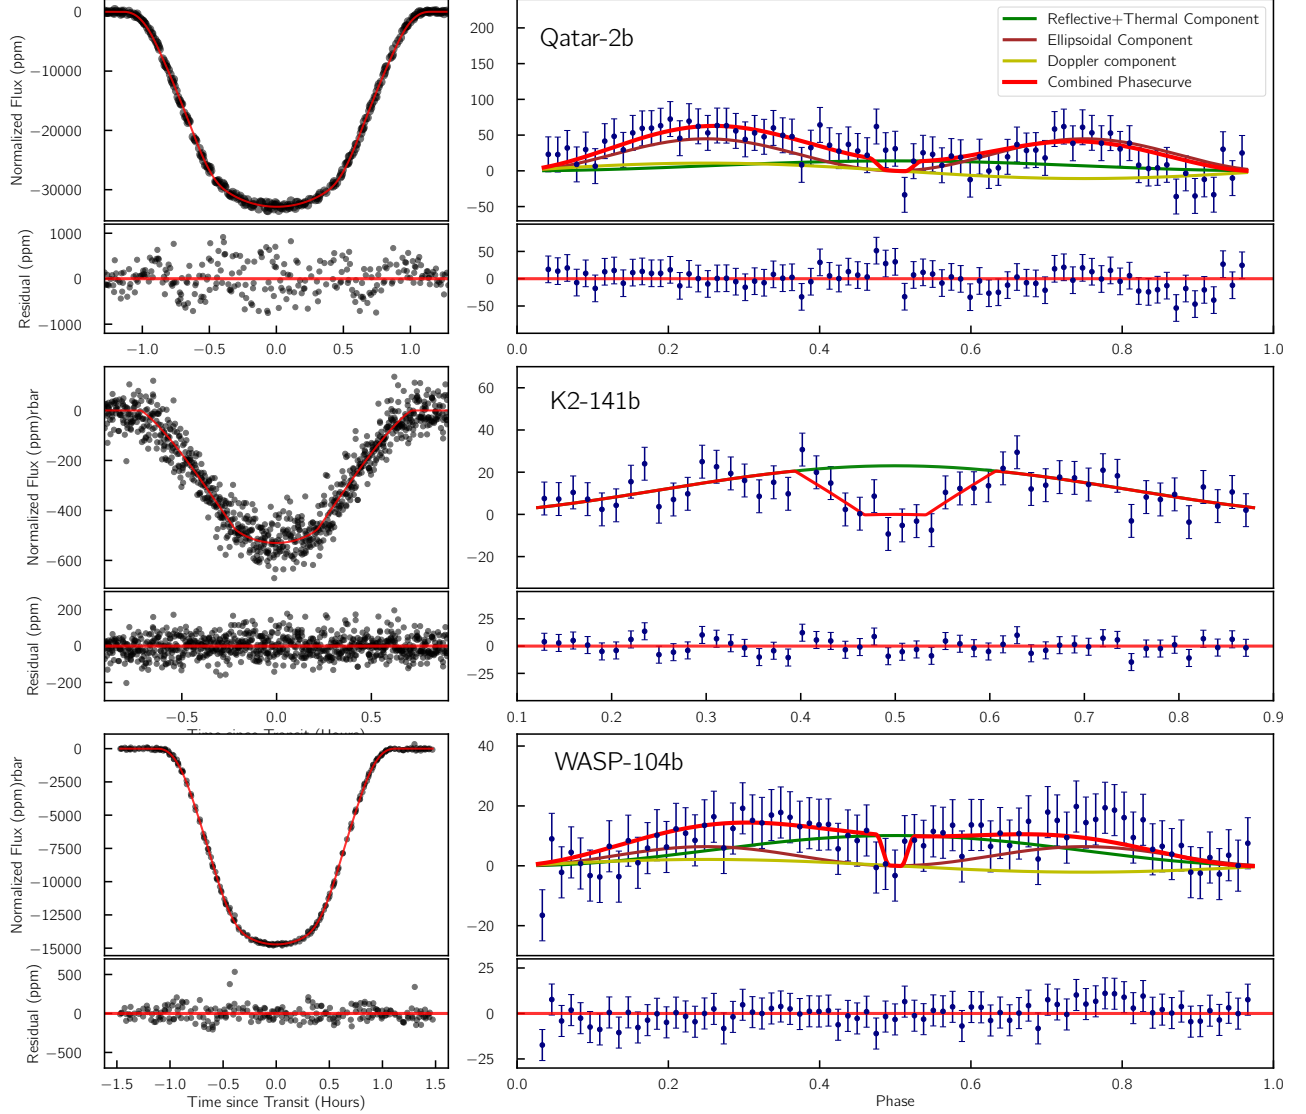 Normalized Flux (ppm)
0
−10000
−20000
−30000
Residual (ppm)
1000
0
−1000
−1.0 −0.5 0.0 0.5 1.0
Qatar-2b
Reflective+Thermal Component
Ellipsoidal Component
Doppler component
Combined Phasecurve
200
150
100
50
0
−50
50
0
−50
0.0 0.2 0.4 0.6 0.8 1.0
Normalized Flux (ppm)rbar
0
−200
−400
−600
Residual (ppm)
200
0
−200
−0.5 0.0 0.5
Time since Transit (Hours)
K2-141b
60
40
20
0
−20
25
0
−25
0.1 0.2 0.3 0.4 0.5 0.6 0.7 0.8 0.9
Normalized Flux (ppm)rbar
0
−2500
−5000
−7500
−10000
−12500
−15000
Residual (ppm)
500
0
−500
−1.5 −1.0 −0.5 0.0 0.5 1.0 1.5
Time since Transit (Hours)
WASP-104b
40
20
0
−20
25
0
−25
0.0 0.2 0.4 0.6 0.8 1.0
Phase